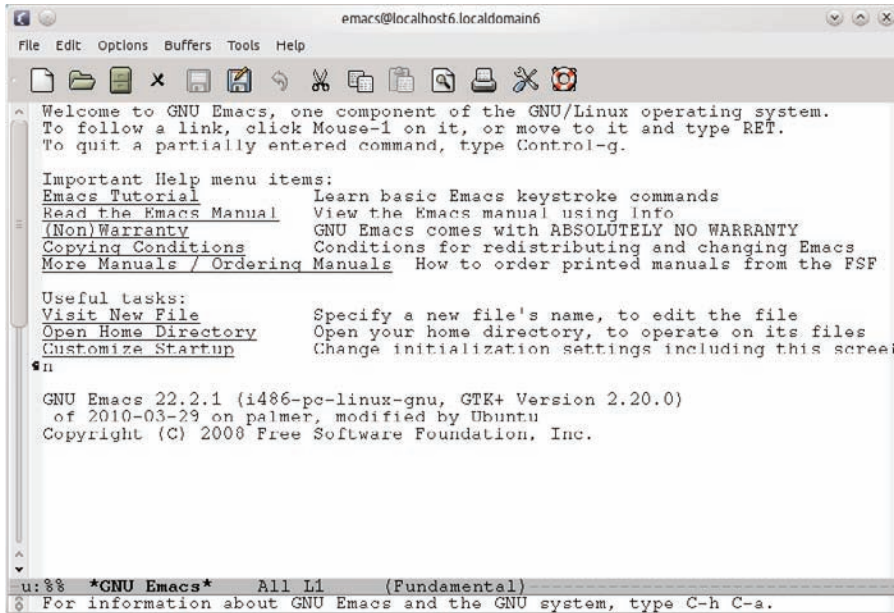 emacs@localhost6.localdomain6
File Edit Options Buffers Tools Help
Welcome to GNU Emacs, one component of the GNU/Linux operating system.
To follow a link, click Mouse-1 on it, or move to it and type RET.
To quit a partially entered command, type Control-g.
Important Help menu items:
Emacs Tutorial Learn basic Emacs keystroke commands
Read the Emacs Manual View the Emacs manual using Info
(Non)Warranty GNU Emacs comes with ABSOLUTELY NO WARRANTY
Copying Conditions Conditions for redistributing and changing Emacs
More Manuals / Ordering Manuals How to order printed manuals from the FSF
Useful tasks:
Visit New File Specify a new file's name, to edit the file
Open Home Directory Open your home directory, to operate on its files
Customize Startup Change initialization settings including this scree
n
GNU Emacs 22.2.1 (i486-pc-linux-gnu, GTK+ Version 2.20.0)
of 2010-03-29 on palmer, modified by Ubuntu
Copyright (C) 2008 Free Software Foundation, Inc.
-u:%% *GNU Emacs* All L1 (Fundamental)
For information about GNU Emacs and the GNU system, type C-h C-a.